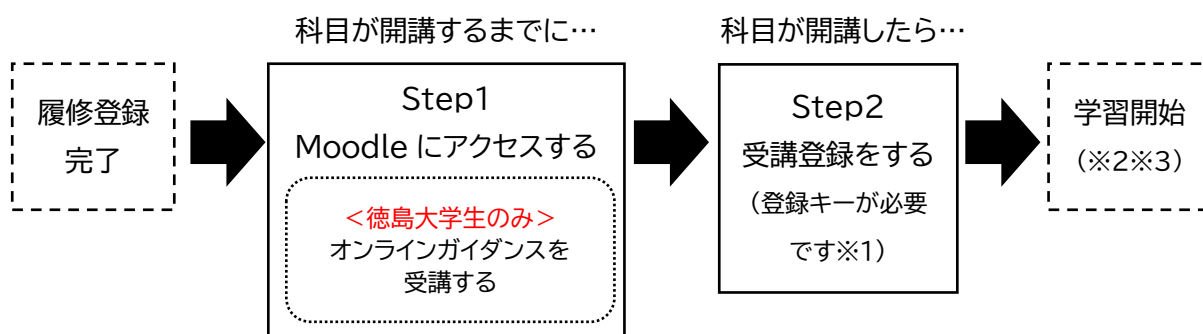 科目が開講するまでに…
科目が開講したら…
履修登録
完了
Step1
Moodle にアクセスする
＜徳島大学生のみ＞
オンラインガイダンスを
受講する
Step2
受講登録をする
（登録キーが必要
です※1）
学習開始
（※2※3）